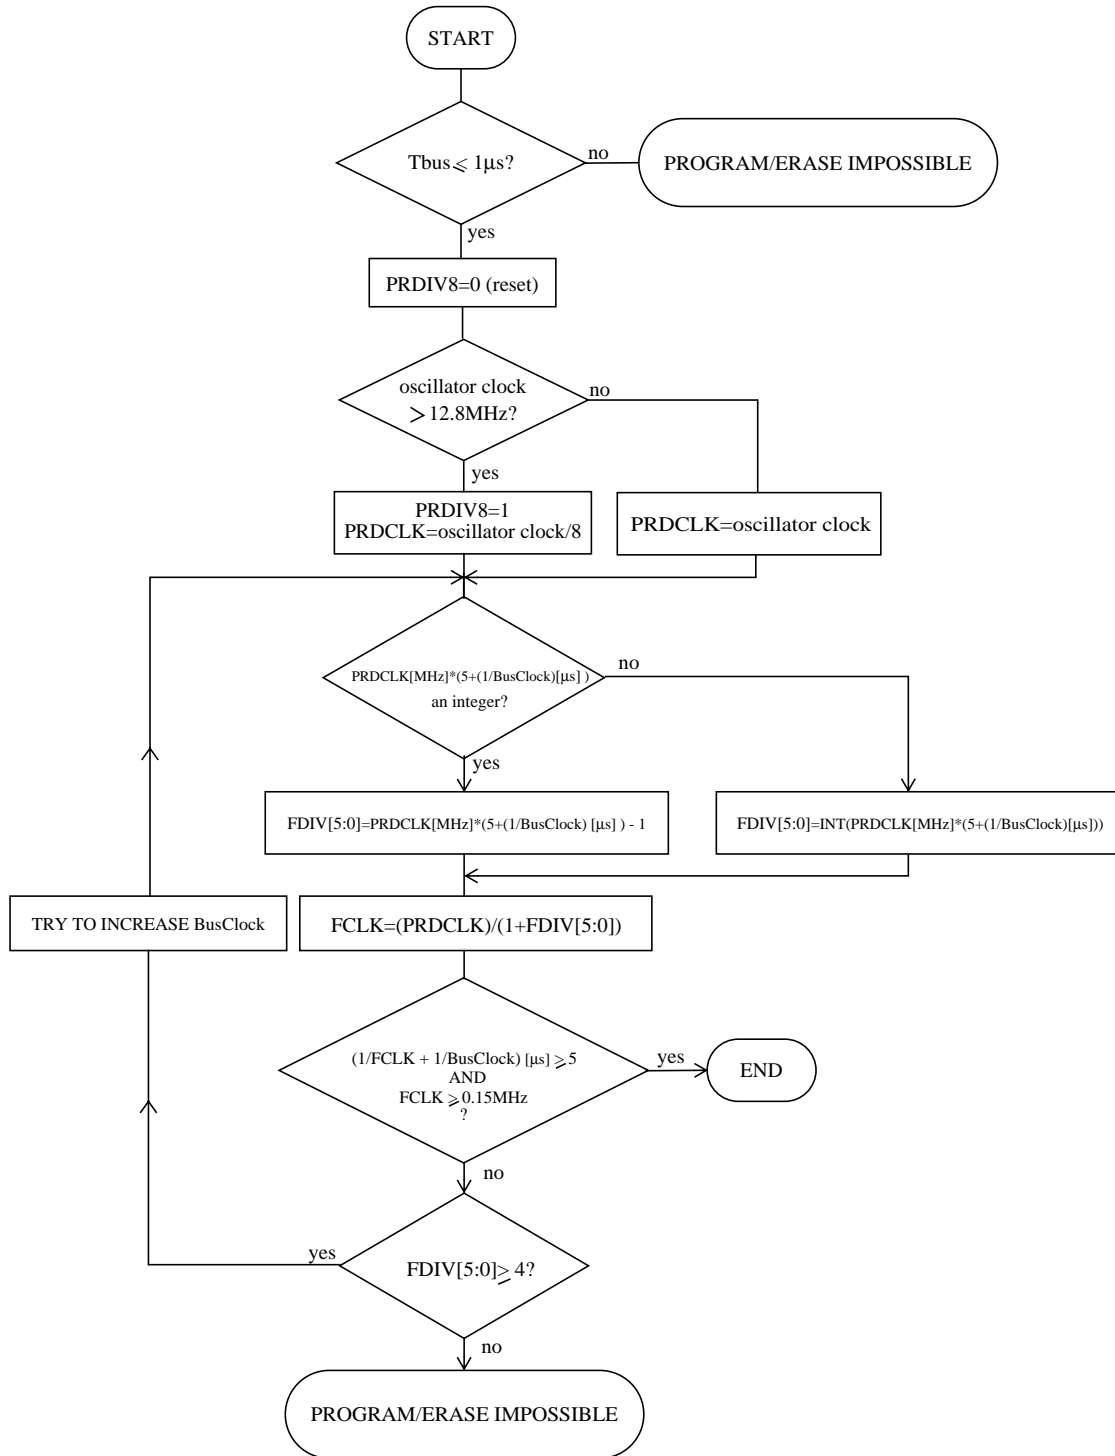 START
Tbus ⩽ 1μs?
no
PROGRAM/ERASE IMPOSSIBLE
yes
PRDIV8=0 (reset)
oscillator clock
> 12.8MHz?
no
yes
PRDIV8=1
PRDCLK=oscillator clock/8
PRDCLK=oscillator clock
PRDCLK[MHz]*(5+(1/BusClock)[μs] )
an integer?
no
yes
FDIV[5:0]=PRDCLK[MHz]*(5+(1/BusClock) [μs] ) - 1
FDIV[5:0]=INT(PRDCLK[MHz]*(5+(1/BusClock)[μs]))
TRY TO INCREASE BusClock
FCLK=(PRDCLK)/(1+FDIV[5:0])
(1/FCLK + 1/BusClock) [μs] ⩾ 5
AND
FCLK ⩾ 0.15MHz
?
yes
END
no
yes
FDIV[5:0] ≥ 4?
no
PROGRAM/ERASE IMPOSSIBLE